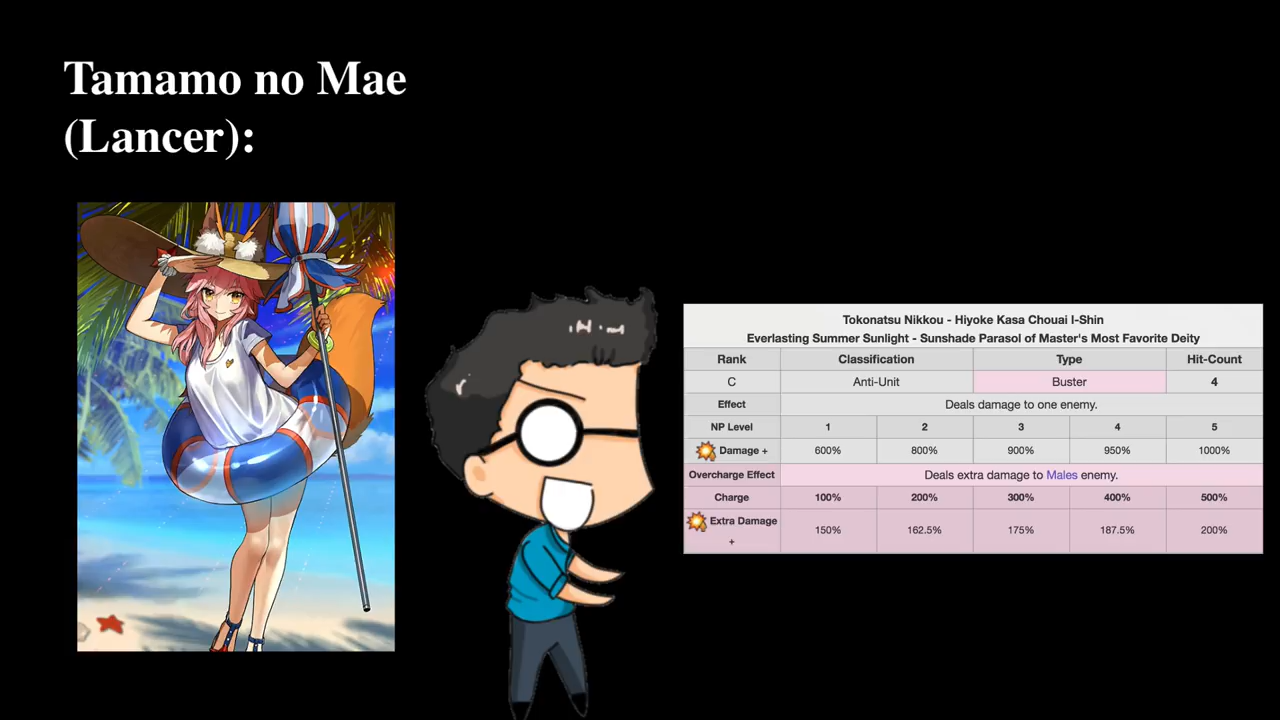 Tamamo no Mae
(Lancer):
Tokonatsu Nikkou - Hiyoke Kasa Chouai I-Shin
Everlasting Summer Sunlight - Sunshade Parasol of Master's Most Favorite Deity
Rank Classification Type Hit-Count
C Anti-Unit Buster 4
Effect Deals damage to one enemy.
NP Level 1 2 3 4 5
Damage + 600% 800% 900% 950% 1000%
Overcharge Effect Deals extra damage to Males enemy.
Charge 100% 200% 300% 400% 500%
Extra Damage
+ 150% 162.5% 175% 187.5% 200%